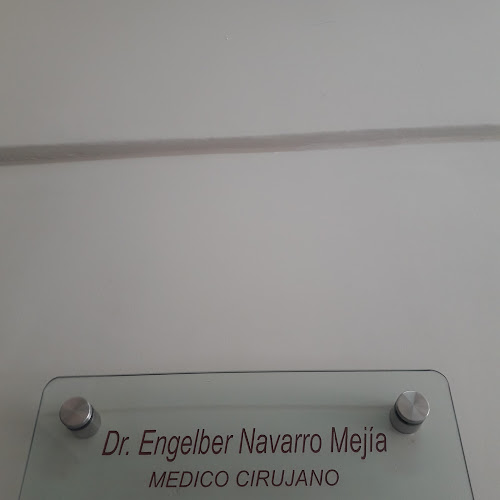 Dr. Engelber Navarro Mejía
MEDICO CIRUJANO